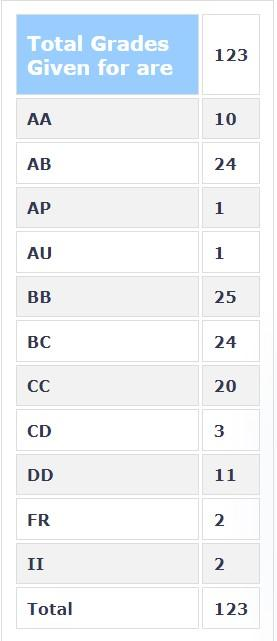 Total Grades
Given for are 123
AA 10
AB 24
AP 1
AU 1
BB 25
BC 24
CC 20
CD 3
DD 11
FR 2
II 2
Total 123